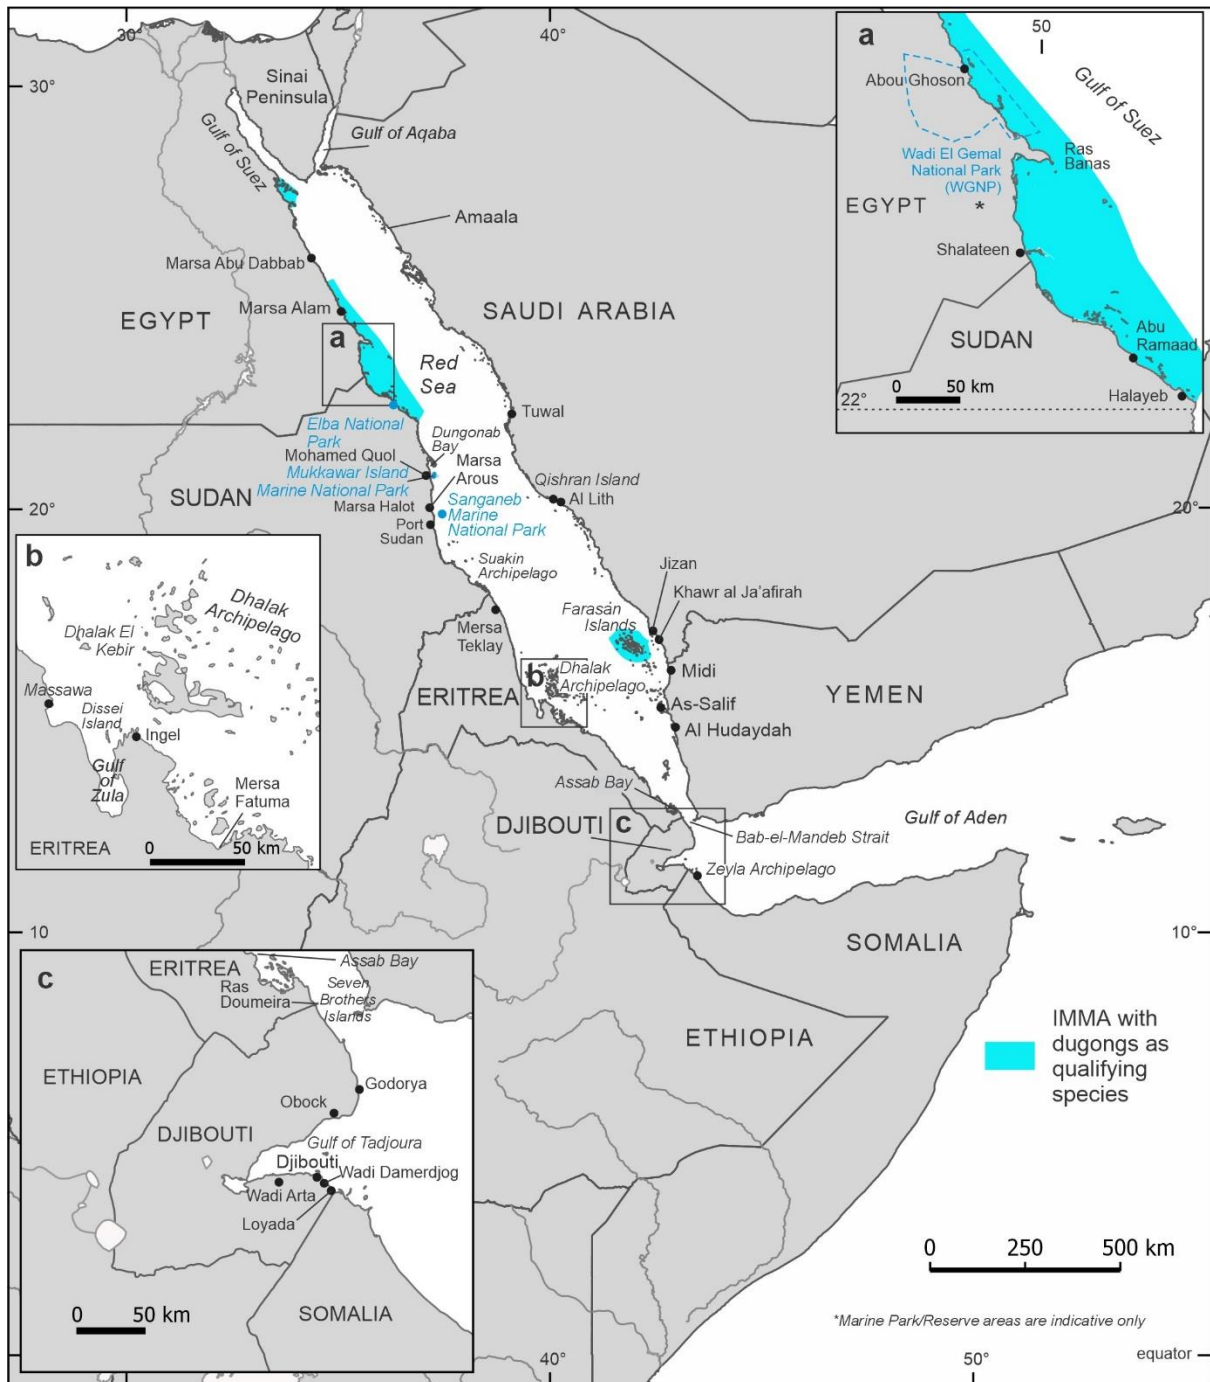 30°
40°
30°
Sinai
Peninsula
Gulf of Suez
Gulf of Aqaba
Amaala
Marsa Abu Dabbab
EGYPT
Marsa Alam
SAUDI ARABIA
a
Red
Sea
Tuwal
Elba National
Park
Dungonab
Bay
Mohamed Quol
Mukkawar Island
Marine National Park
Marsa
Arous
Qishran Island
Al Lith
SUDAN
Marsa Halot
Sanganeb
Marine
National Park
20°
20°
Port
Sudan
Suakin
Archipelago
Jizan
Khawr al Ja'afirah
Farasan
Islands
Mersa
Teklay
b
Dhalak
Archipelago
Midi
ERITREA
YEMEN
As-Salif
Al Hudaydah
Assab Bay
DJIBOUTI
c
Bab-el-Mandeb Strait
Gulf of Aden
Zeyla Archipelago
10
10°
SOMALIA
ETHIOPIA
IMMA with
dugongs as
qualifying
species
0 250 500 km
*Marine Park/Reserve areas are indicative only
40°
50°
equator
a
50
Abou Ghoson
Gulf of Suez
Wadi El Gemal
National Park
(WGNP)
Ras
Banas
EGYPT
*
Shalateen
SUDAN
Abu
Ramaad
0 50 km
22°
Halayeb
b
Dhalak
Archipelago
Dhalak El
Kebir
Massawa
Dissei
Island
Ingel
Gulf
of
Zula
Mersa
Fatuma
ERITREA
0 50 km
c
ERITREA
Assab Bay
Ras
Doumeira
Seven
Brothers
Islands
ETHIOPIA
Godorya
Obock
DJIBOUTI
Gulf of Tadjoura
Djibouti
Wadi Damerdjog
Wadi Arta
Loyada
0 50 km
SOMALIA